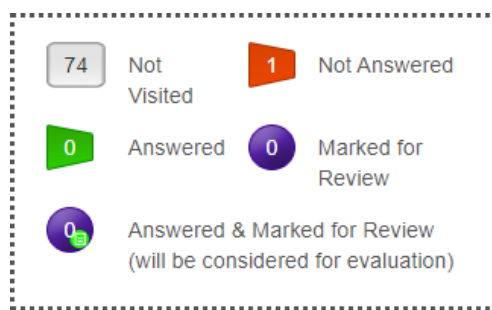 74 Not Visited
1 Not Answered
0 Answered
0 Marked for Review
0 Answered & Marked for Review
(will be considered for evaluation)